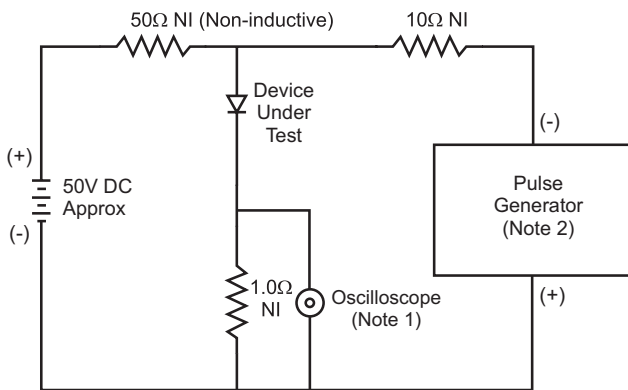 50Ω NI (Non-inductive)
10Ω NI
Device
Under
Test
(+)
50V DC
Approx
(-)
(-)
Pulse
Generator
(Note 2)
(+)
1.0Ω
NI
Oscilloscope
(Note 1)